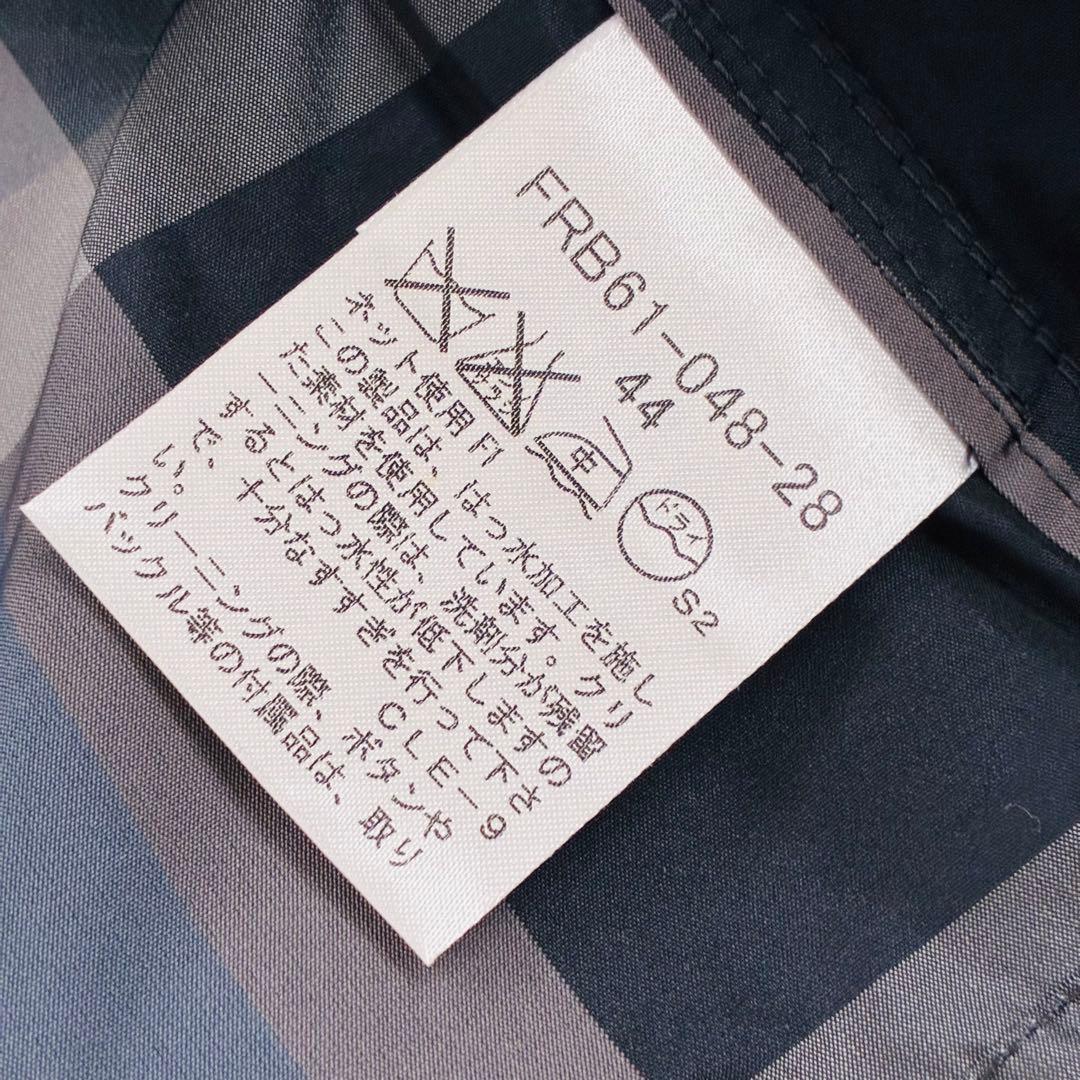 FRB61-048-28
44
エンソ
中
ドライ
S2
ネット使用 F1
この製品は、はっ水加工を施し
た素材を使用しています。クリ
ーニングの際は、洗剤分が残留
するとはっ水性が低下しますの
で、十分なすすぎを行って下さ
い。 CLE-9
クリーニングの際、ボタンや
バックル等の付属品は、取り